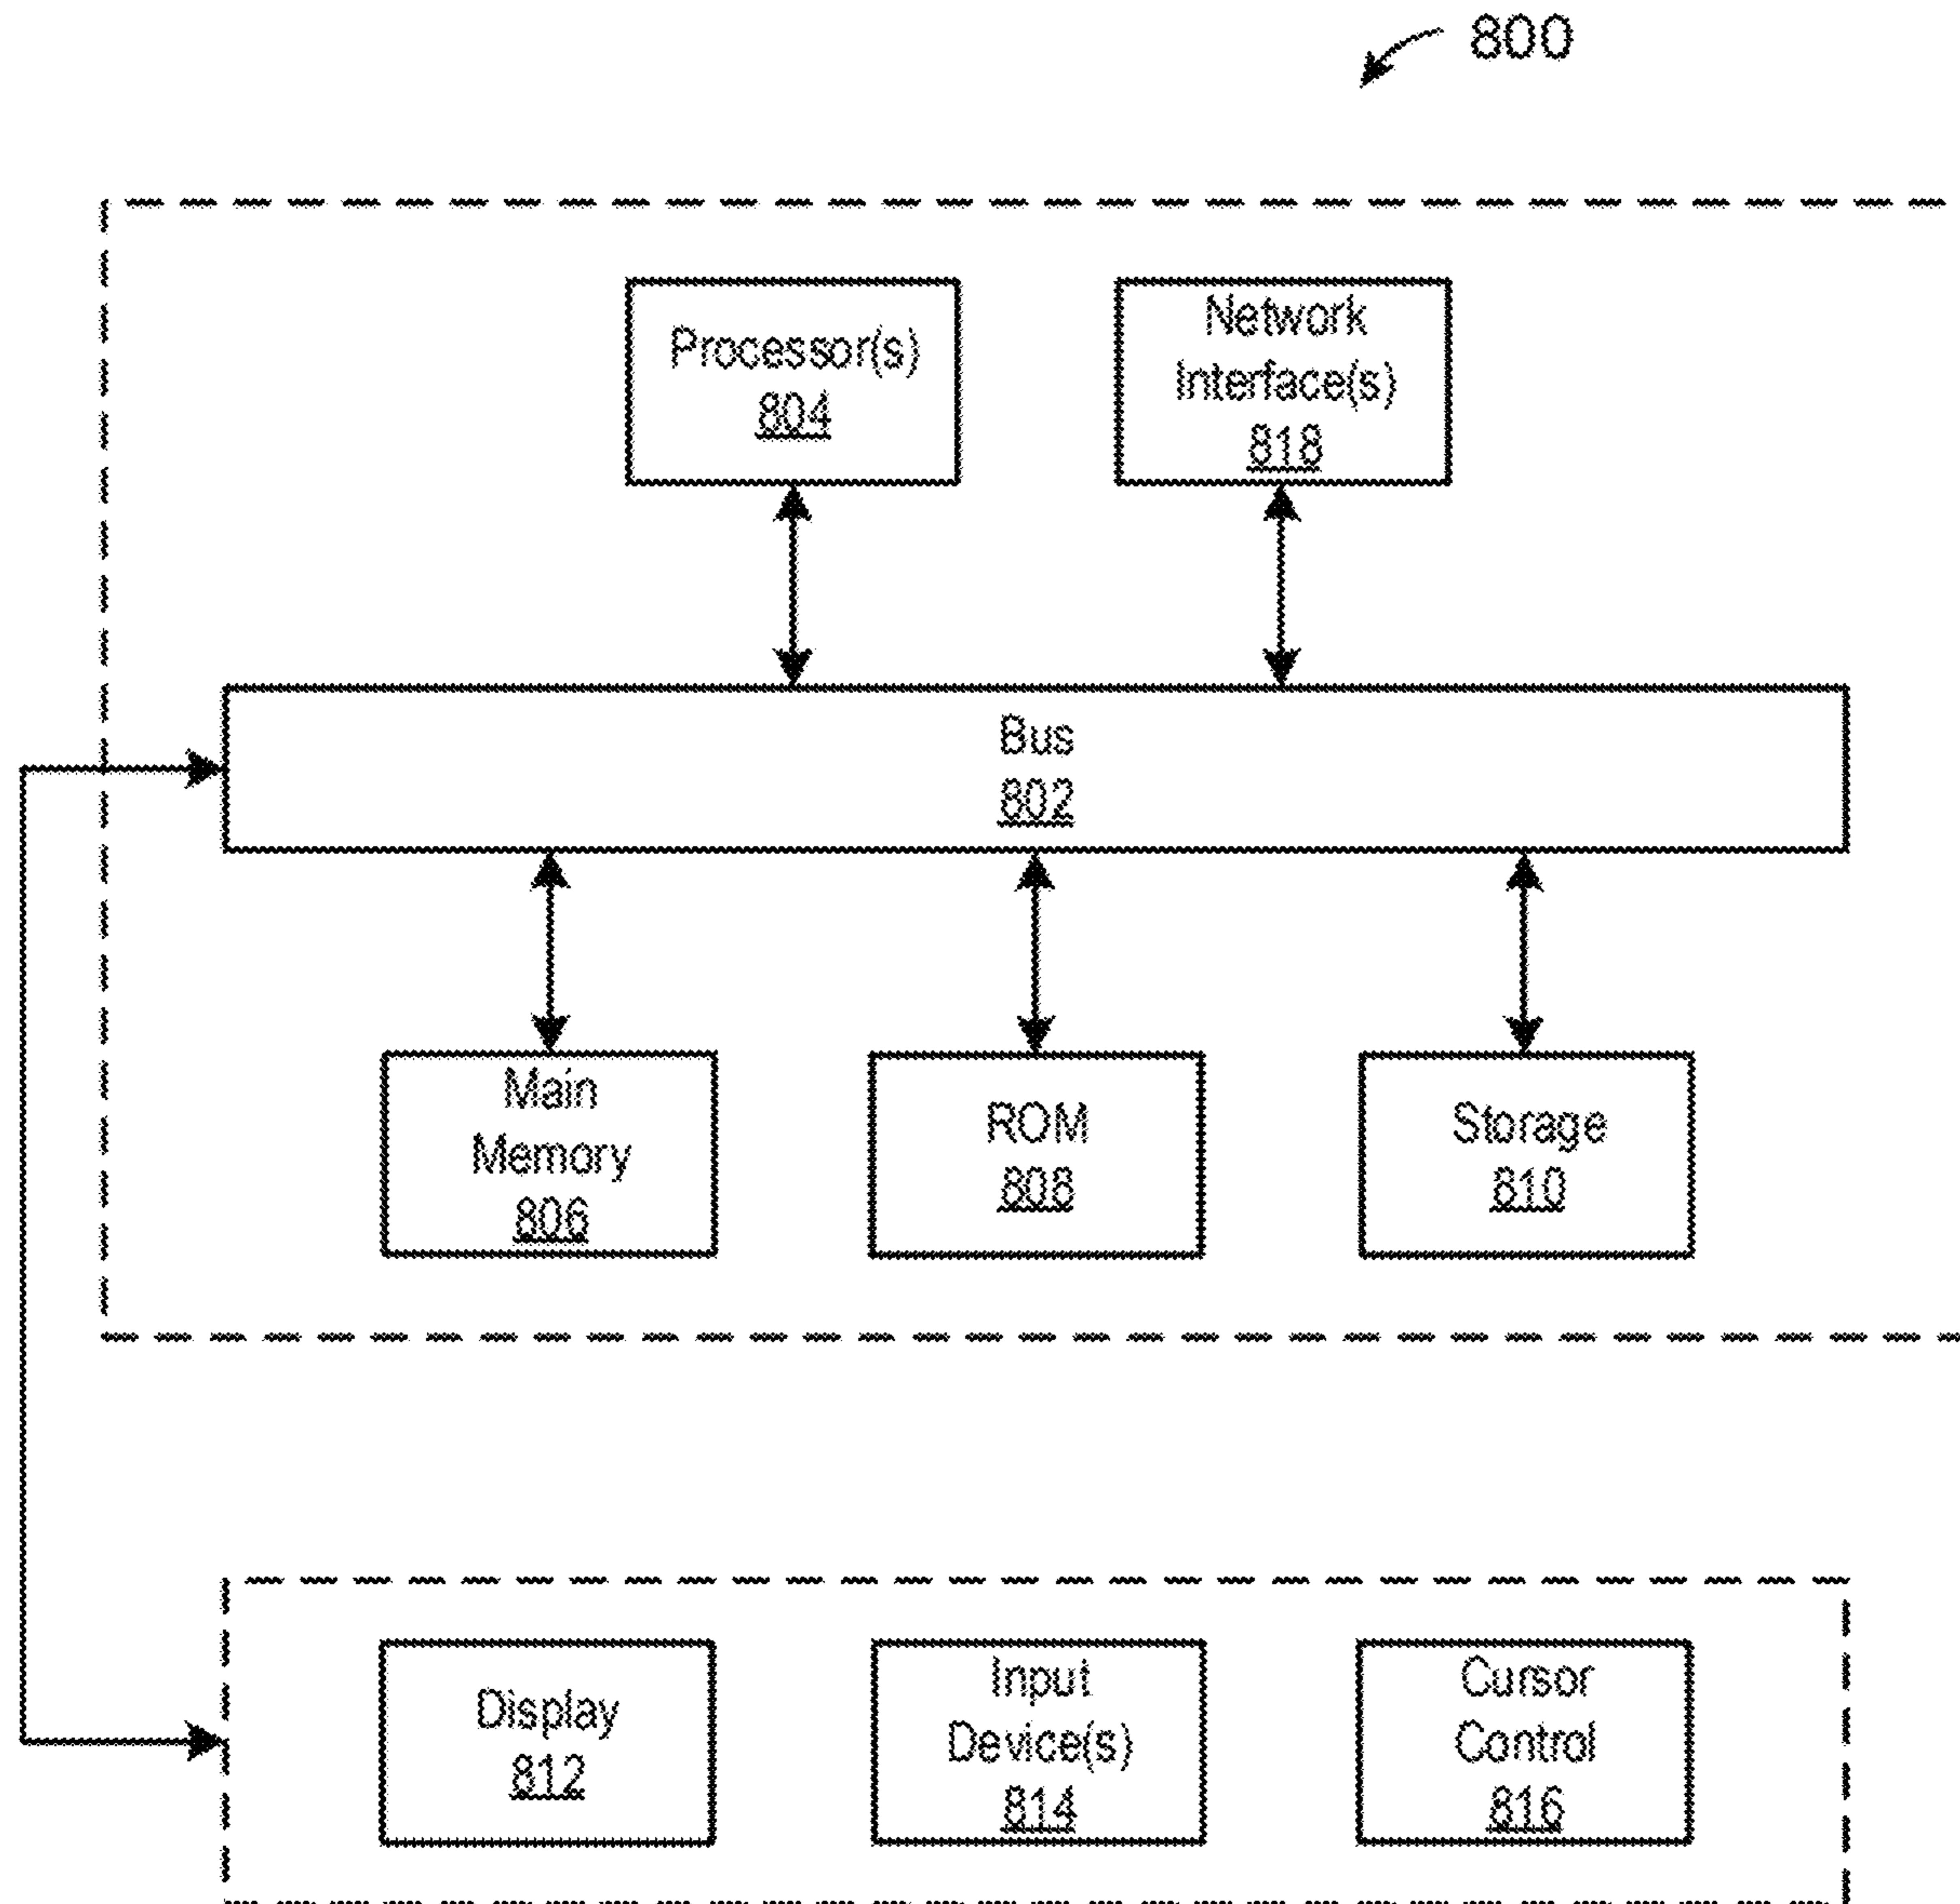 800
Processor(s)
804
Network
Interface(s)
818
Bus
802
Main
Memory
806
ROM
808
Storage
810
Display
812
Input
Device(s)
814
Cursor
Control
816